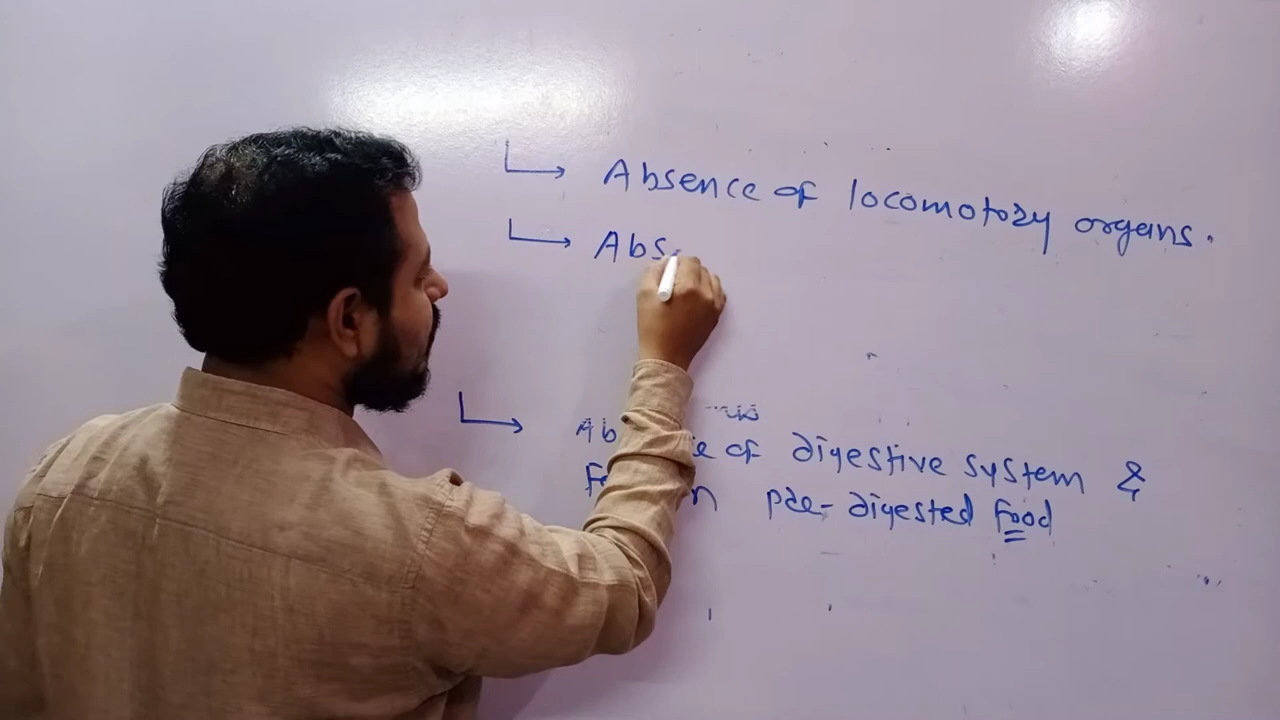 Absence of locomotory organs.
Abs
of digestive system &
pre-digested food